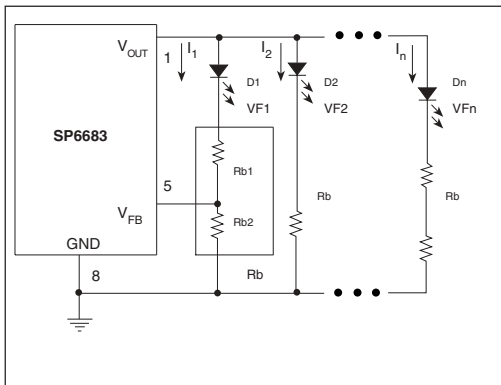 VOUT
1
I1
I2
In
D1
VF1
D2
VF2
Dn
VFn
SP6683
Rb1
5
VFB
Rb2
Rb
Rb
GND
8
Rb